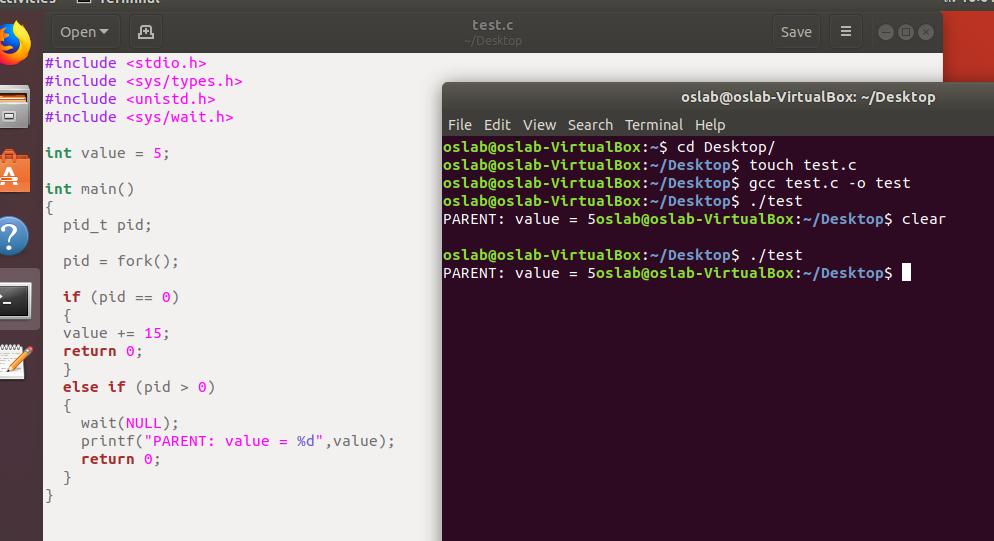 Terminal
Open
test.c
~/Desktop
Save
#include <stdio.h>
#include <sys/types.h>
#include <unistd.h>
#include <sys/wait.h>
int value = 5;
int main()
{
pid_t pid;
pid = fork();
if (pid == 0)
{
value += 15;
return 0;
}
else if (pid > 0)
{
wait(NULL);
printf("PARENT: value = %d",value);
return 0;
}
}
oslab@oslab-VirtualBox: ~/Desktop
File Edit View Search Terminal Help
oslab@oslab-VirtualBox:~$ cd Desktop/
oslab@oslab-VirtualBox:~/Desktop$ touch test.c
oslab@oslab-VirtualBox:~/Desktop$ gcc test.c -o test
oslab@oslab-VirtualBox:~/Desktop$ ./test
PARENT: value = 5oslab@oslab-VirtualBox:~/Desktop$ clear
oslab@oslab-VirtualBox:~/Desktop$ ./test
PARENT: value = 5oslab@oslab-VirtualBox:~/Desktop$